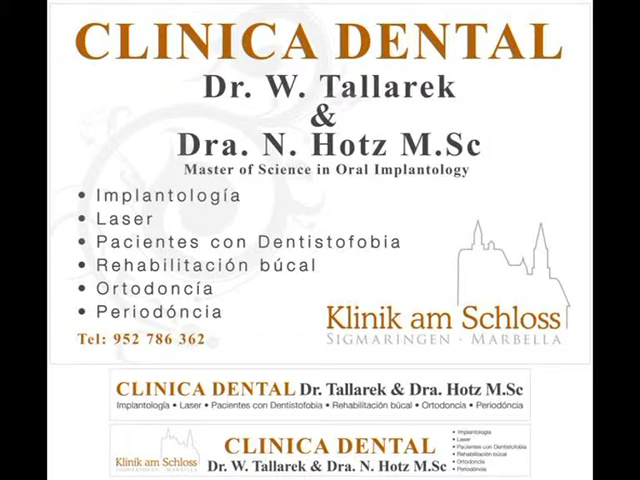 CLINICA DENTAL
Dr. W. Tallarek
&
Dra. N. Hotz M.Sc
Master of Science in Oral Implantology
• Implantología
• Laser
• Pacientes con Dentistofobia
• Rehabilitación búcal
• Ortodoncía
• Periodóncia
Tel: 952 786 362
Klinik am Schloss
SIGMARINGEN · MARBELLA
CLINICA DENTAL Dr. Tallarek & Dra. Hotz M.Sc
Implantología • Laser • Pacientes con Dentistofobia • Rehabilitación búcal • Ortodoncía • Periodóncia
Klinik am Schloss
SIGMARINGEN · MARBELLA
CLINICA DENTAL
Dr. W. Tallarek & Dra. N. Hotz M.Sc
• Implantología
• Laser
• Pacientes con Dentistofobia
• Rehabilitación búcal
• Ortodoncía
• Periodóncia